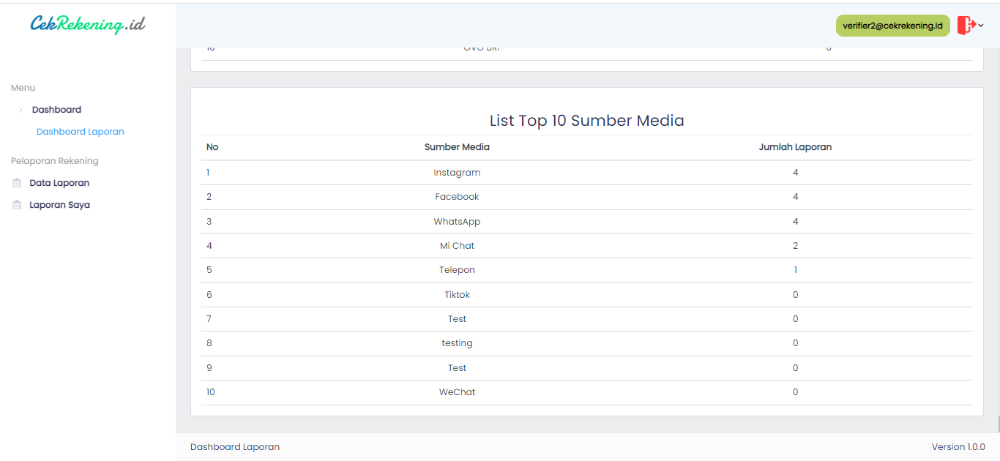 CekRekening.id
verifier2@cekrekening.id
Menu
Dashboard
Dashboard Laporan
Pelaporan Rekening
Data Laporan
Laporan Saya
10 OVO BRI 0
List Top 10 Sumber Media
No Sumber Media Jumlah Laporan
1 Instagram 4
2 Facebook 4
3 WhatsApp 4
4 Mi Chat 2
5 Telepon 1
6 Tiktok 0
7 Test 0
8 testing 0
9 Test 0
10 WeChat 0
Dashboard Laporan Version 1.0.0